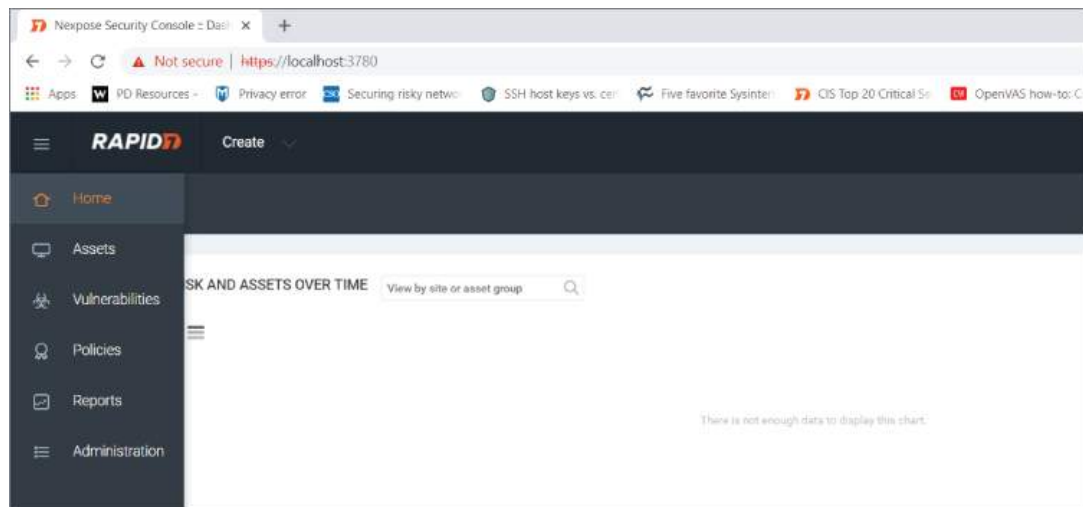 Nexpose Security Console :: Das
Not secure | https://localhost:3780
Apps PD Resources - Privacy error Securing risky netwo SSH host keys vs. cer Five favorite Sysinter CIS Top 20 Critical Se OpenVAS how-to: C
RAPID7 Create
Home
Assets
SK AND ASSETS OVER TIME View by site or asset group
Vulnerabilities
Policies
Reports
There is not enough data to display this chart.
Administration